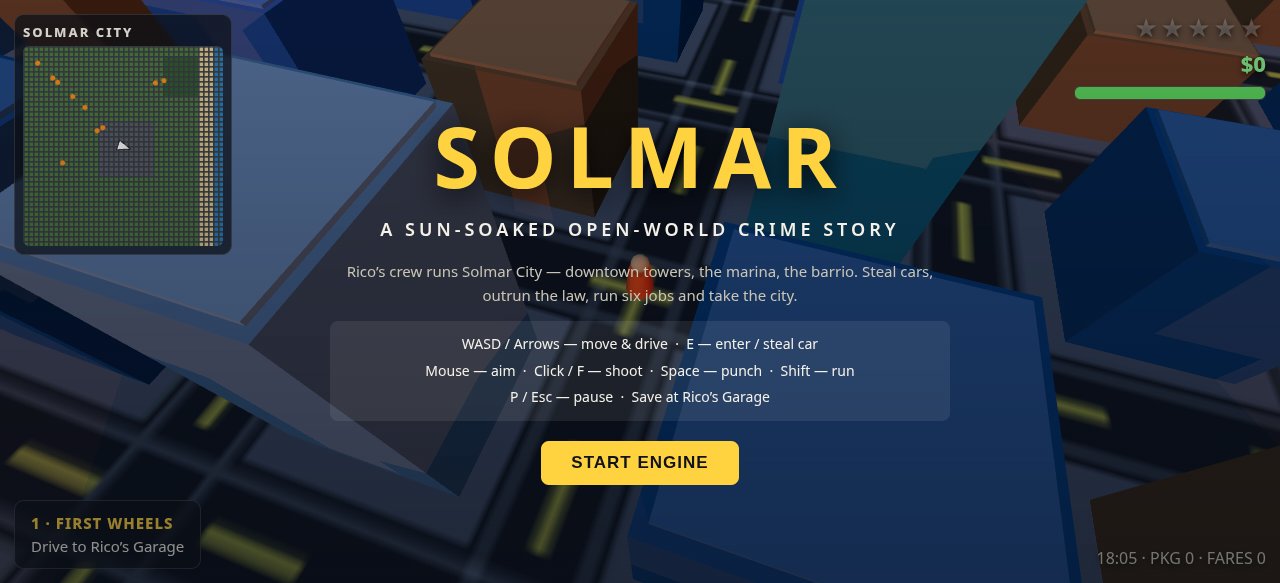 SOLMAR CITY
$0
SOLMAR
A SUN-SOAKED OPEN-WORLD CRIME STORY
Rico’s crew runs Solmar City — downtown towers, the marina, the barrio. Steal cars,
outrun the law, run six jobs and take the city.
WASD / Arrows — move & drive · E — enter / steal car
Mouse — aim · Click / F — shoot · Space — punch · Shift — run
P / Esc — pause · Save at Rico’s Garage
START ENGINE
1 · FIRST WHEELS
Drive to Rico’s Garage
18:05 · PKG 0 · FARES 0